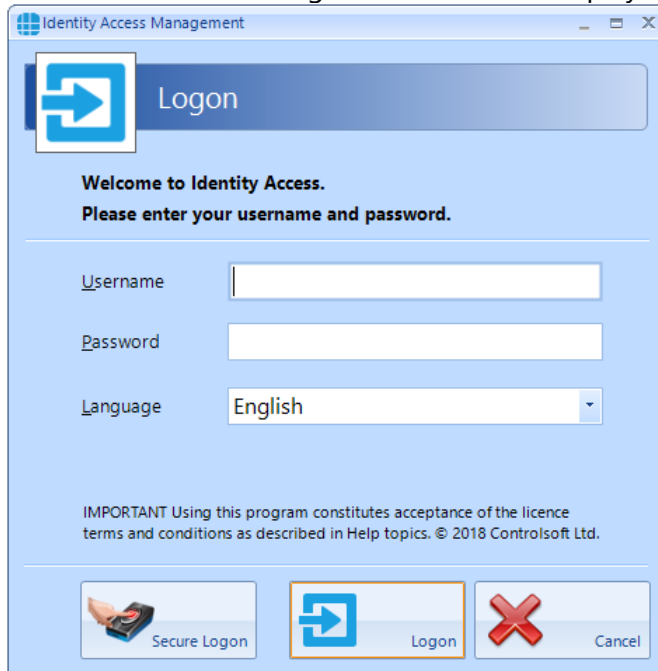 Identity Access Management
Logon
Welcome to Identity Access.
Please enter your username and password.
Username
Password
Language English
IMPORTANT Using this program constitutes acceptance of the licence
terms and conditions as described in Help topics. © 2018 Controlsoft Ltd.
Secure Logon Logon Cancel